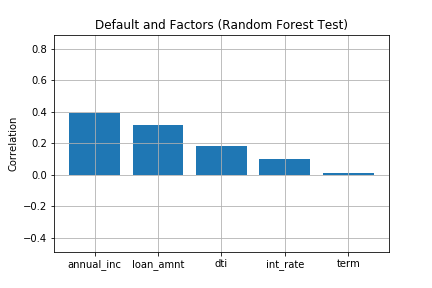 Default and Factors (Random Forest Test)
0.8
0.6
0.4
0.2
0.0
−0.2
−0.4
Correlation
annual_inc loan_amnt dti int_rate term